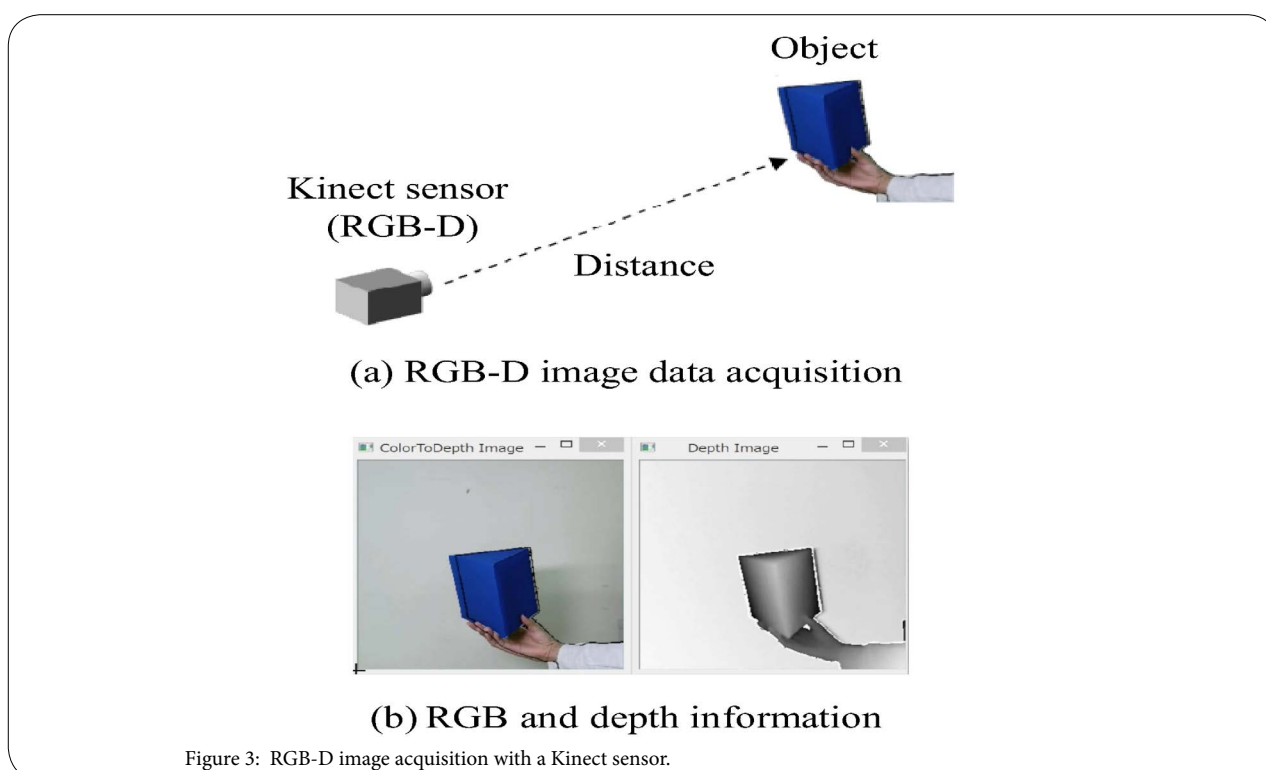 Object
Kinect sensor
(RGB-D)
Distance
(a) RGB-D image data acquisition
ColorToDepth Image
Depth Image
(b) RGB and depth information
Figure 3: RGB-D image acquisition with a Kinect sensor.